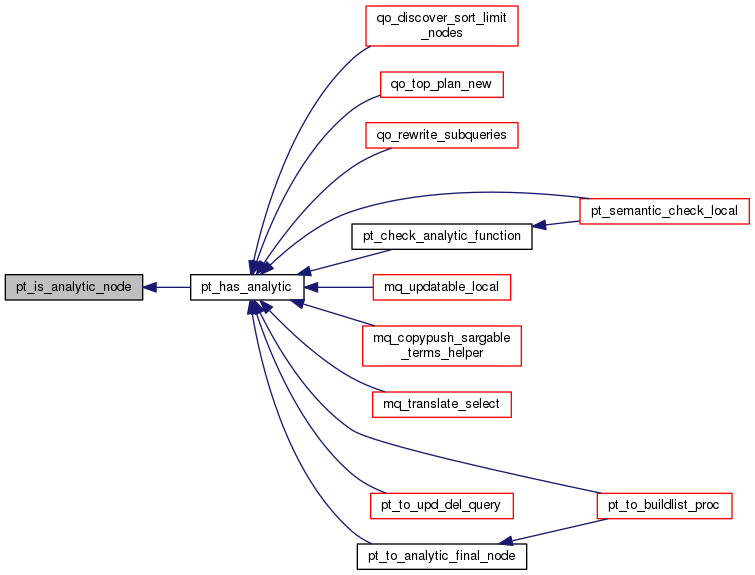 qo_discover_sort_limit
_nodes
qo_top_plan_new
qo_rewrite_subqueries
pt_semantic_check_local
pt_check_analytic_function
pt_is_analytic_node
pt_has_analytic
mq_updatable_local
mq_copypush_sargable
_terms_helper
mq_translate_select
pt_to_upd_del_query
pt_to_buildlist_proc
pt_to_analytic_final_node